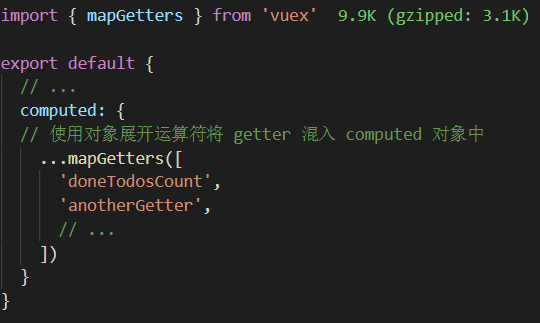 import { mapGetters } from 'vuex'  9.9K (gzipped: 3.1K)
export default {
  // ...
  computed: {
  // 使用对象展开运算符将 getter 混入 computed 对象中
    ...mapGetters([
      'doneTodosCount',
      'anotherGetter',
      // ...
    ])
  }
}